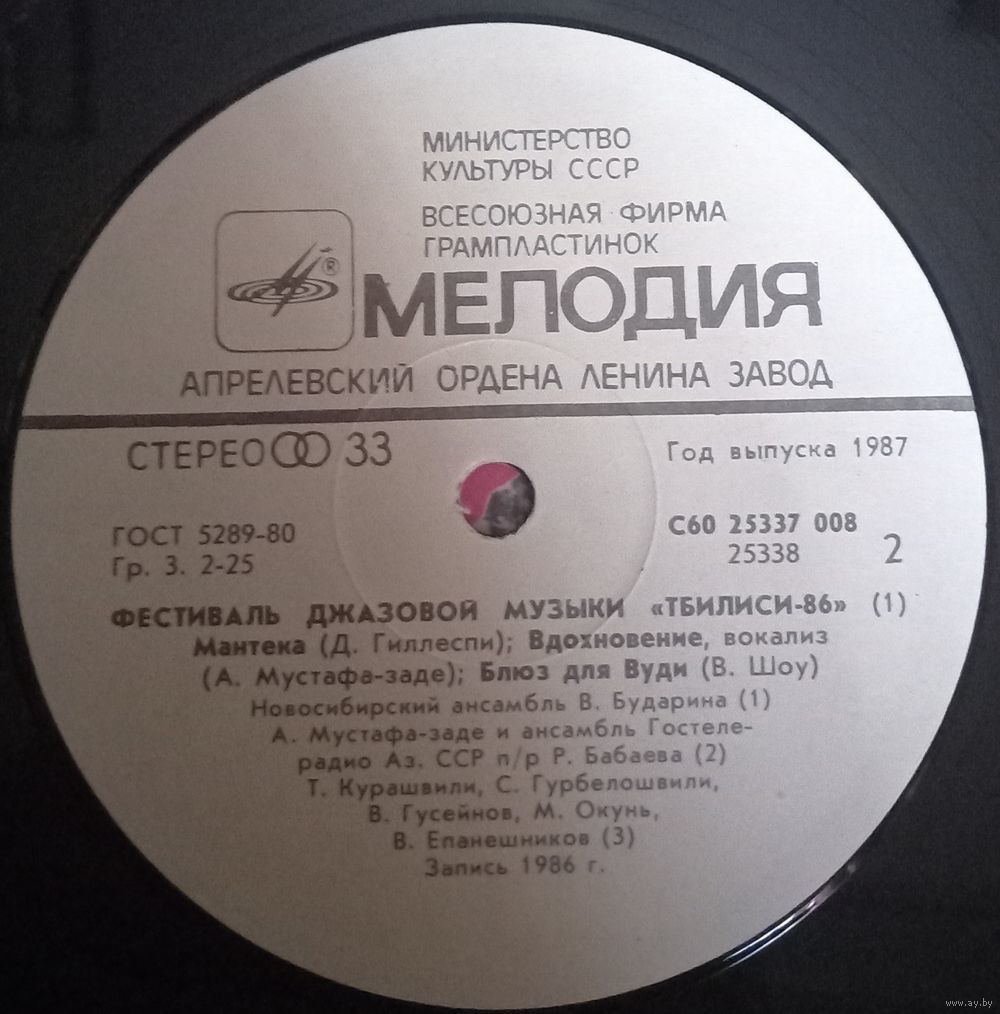 МИНИСТЕРСТВО
КУЛЬТУРЫ СССР
ВСЕСОЮЗНАЯ ФИРМА
ГРАМПЛАСТИНОК
®
МЕЛОДИЯ
АПРЕЛЕВСКИЙ ОРДЕНА ЛЕНИНА ЗАВОД
СТЕРЕО 33
Год выпуска 1987
ГОСТ 5289-80
Гр. 3. 2-25
С60 25337 008
25338
2
ФЕСТИВАЛЬ ДЖАЗОВОЙ МУЗЫКИ «ТБИЛИСИ-86» (1)
Мантека (Д. Гиллеспи); Вдохновение, вокализ
(А. Мустафа-заде); Блюз для Вуди (В. Шоу)
Новосибирский ансамбль В. Бударина (1)
А. Мустафа-заде и ансамбль Гостеле-
радио Аз. ССР п/р Р. Бабаева (2)
Т. Курашвили, С. Гурбелошвили,
В. Гусейнов, М. Окунь,
В. Епанешников (3)
Запись 1986 г.
www.ay.by